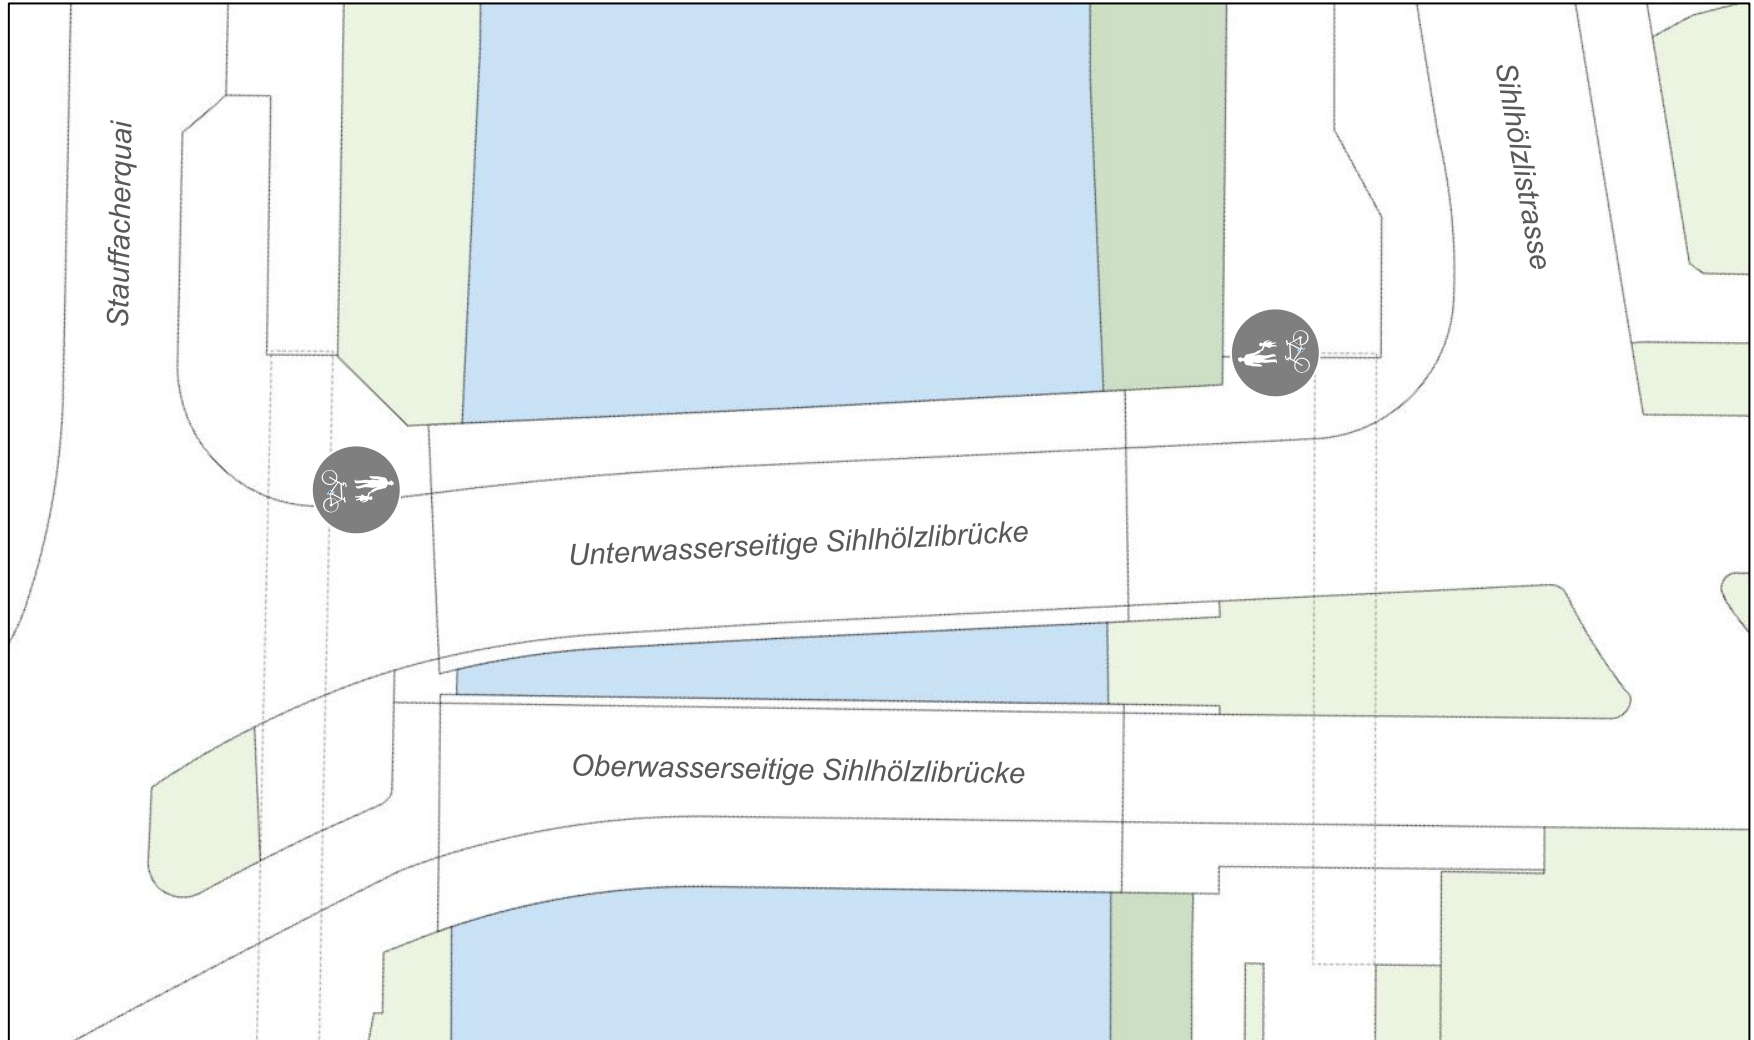 Stauffacherquai
Sihlhölzlistrasse
Unterwasserseitige Sihlhölzlibrücke
Oberwasserseitige Sihlhölzlibrücke